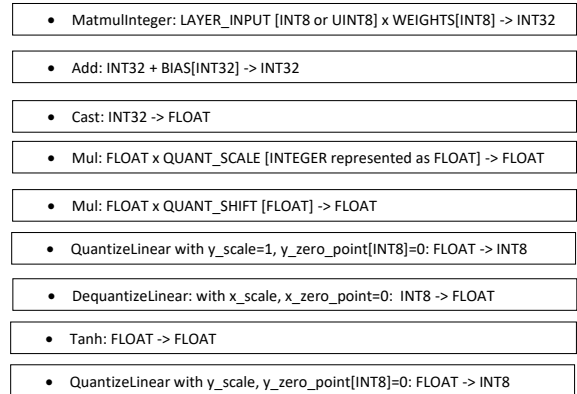 • MatmulInteger: LAYER_INPUT [INT8 or UINT8] x WEIGHTS[INT8] -> INT32
• Add: INT32 + BIAS[INT32] -> INT32
• Cast: INT32 -> FLOAT
• Mul: FLOAT x QUANT_SCALE [INTEGER represented as FLOAT] -> FLOAT
• Mul: FLOAT x QUANT_SHIFT [FLOAT] -> FLOAT
• QuantizeLinear with y_scale=1, y_zero_point[INT8]=0: FLOAT -> INT8
• DequantizeLinear: with x_scale, x_zero_point=0: INT8 -> FLOAT
• Tanh: FLOAT -> FLOAT
• QuantizeLinear with y_scale, y_zero_point[INT8]=0: FLOAT -> INT8